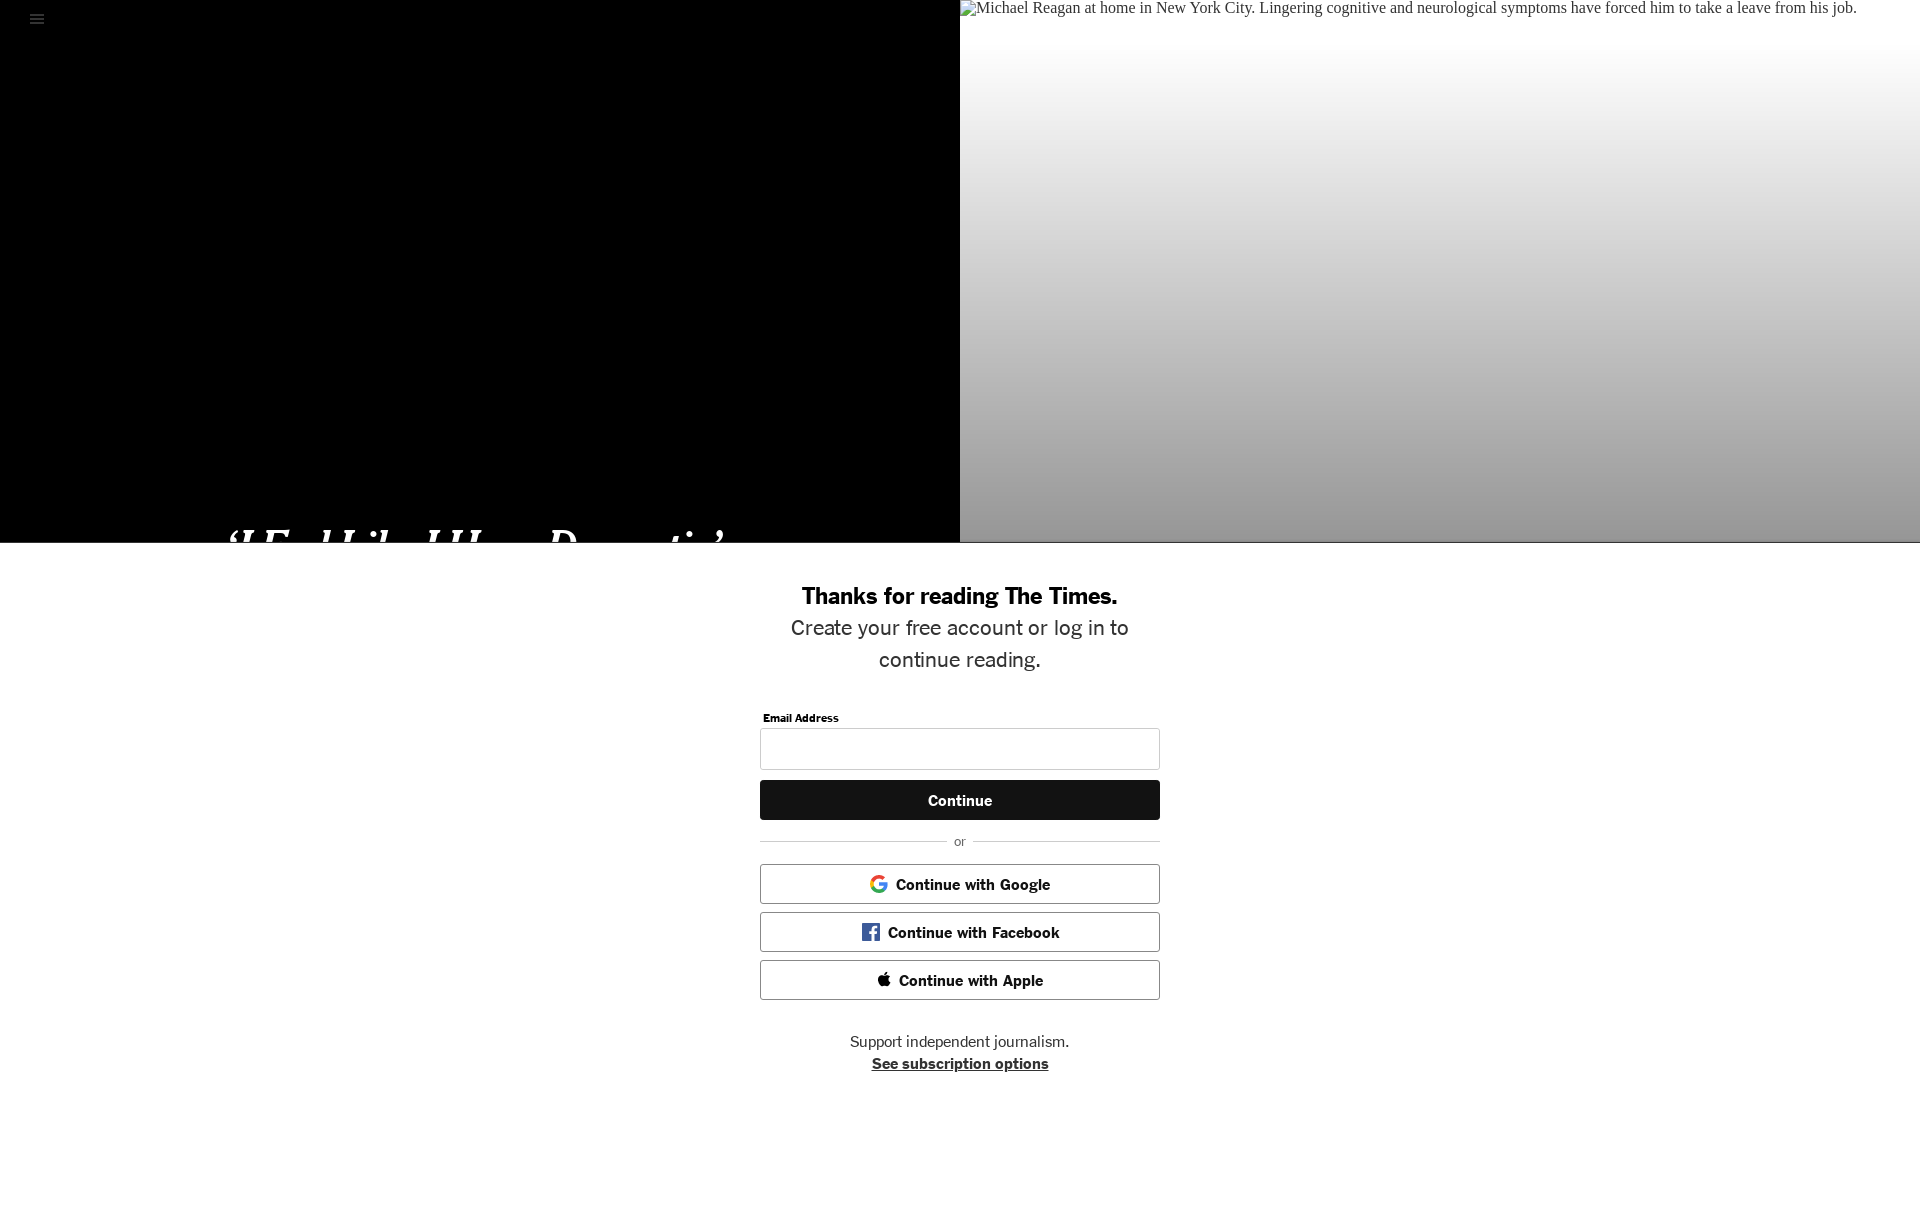 Michael Reagan at home in New York City. Lingering cognitive and neurological symptoms have forced him to take a leave from his job.
Thanks for reading The Times.
Create your free account or log in to
continue reading.
Email Address
Continue
or
Continue with Google
Continue with Facebook
Continue with Apple
Support independent journalism.
See subscription options